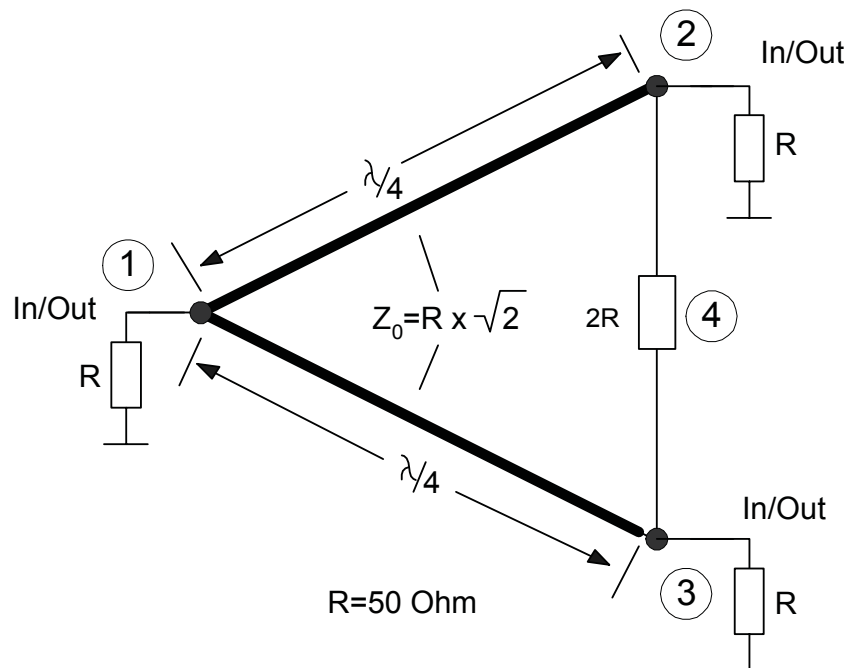 2
In/Out
R
λ/4
1
In/Out
R
Z₀=R x √2
2R
4
λ/4
In/Out
3
R
R=50 Ohm